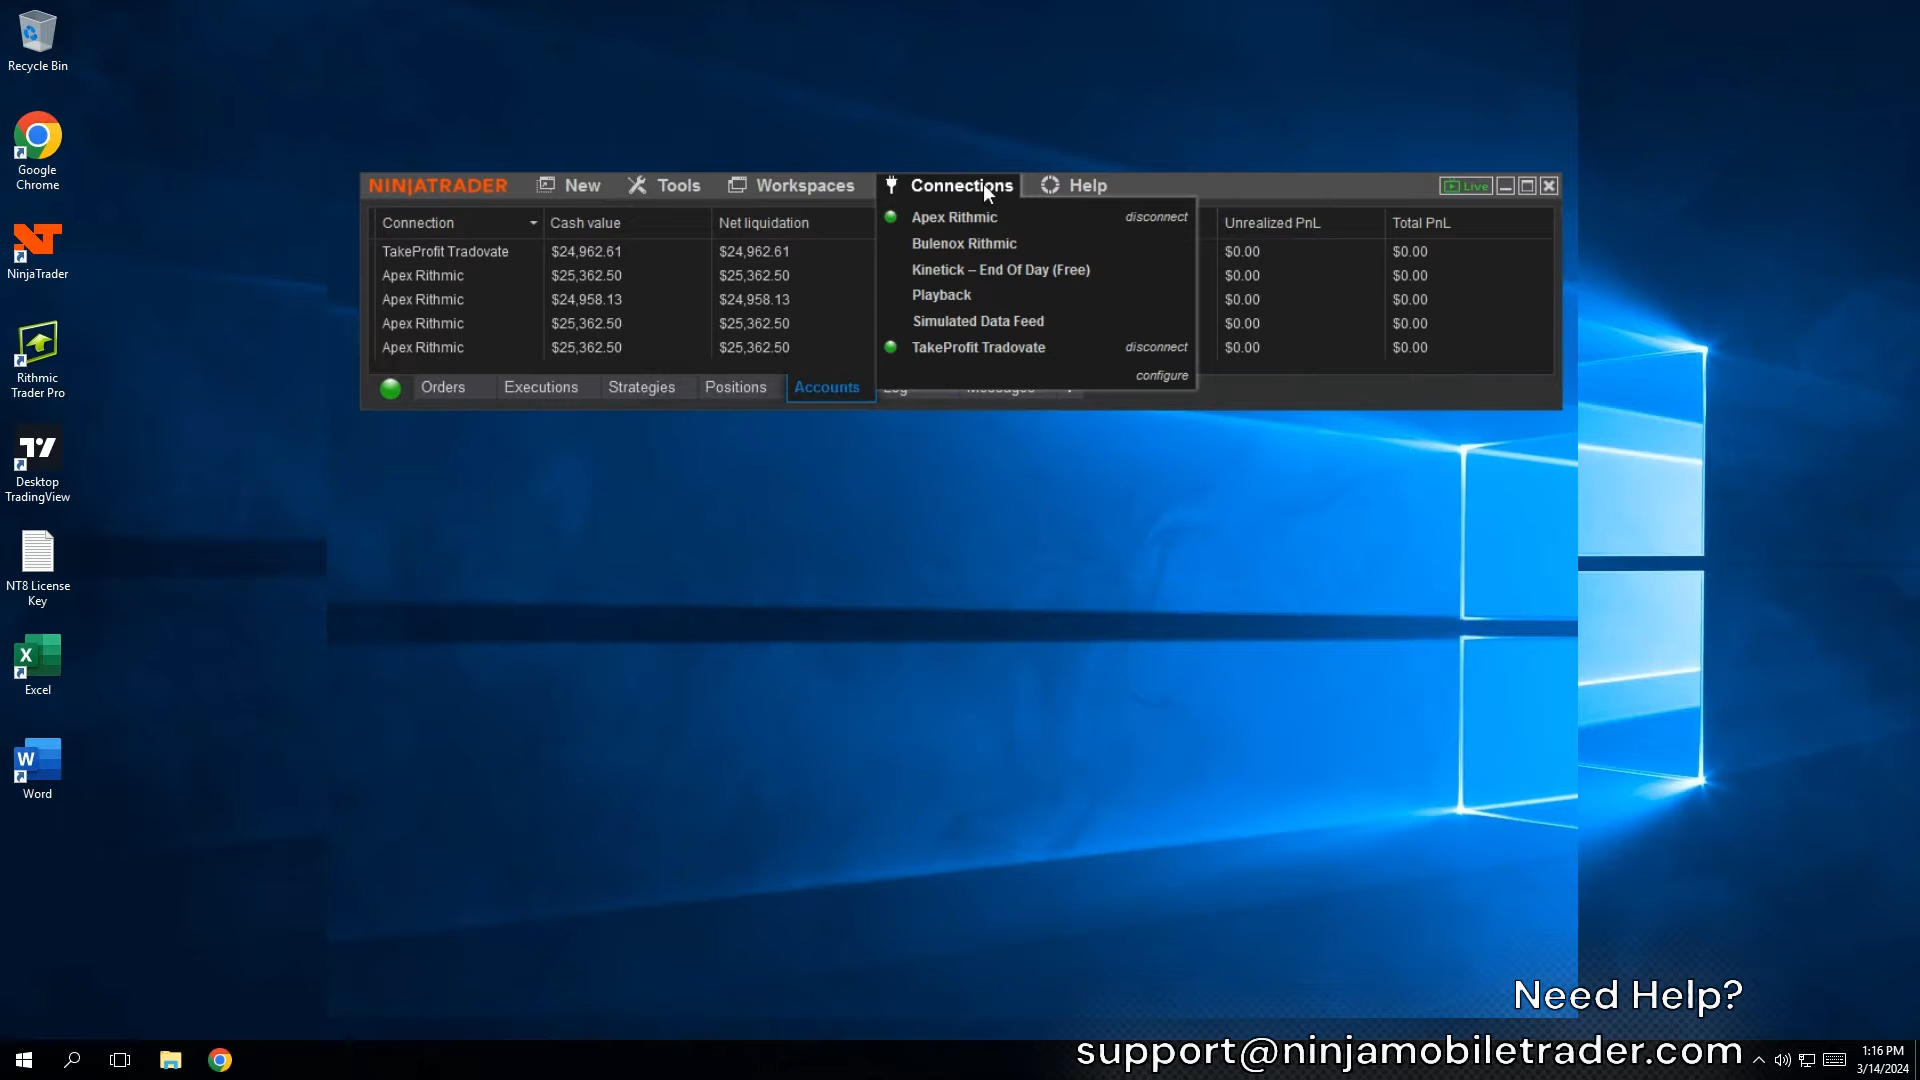 Recycle Bin
Google
Chrome
NinjaTrader
Rithmic
Trader Pro
Desktop
TradingView
NT8 License
Key
Excel
Word
NINJATRADER New Tools Workspaces Connections Help Live
Connection Cash value Net liquidation Unrealized PnL Total PnL
TakeProfit Tradovate $24,962.61 $24,962.61 $0.00 $0.00
Apex Rithmic $25,362.50 $25,362.50 $0.00 $0.00
Apex Rithmic $24,958.13 $24,958.13 $0.00 $0.00
Apex Rithmic $25,362.50 $25,362.50 $0.00 $0.00
Apex Rithmic $25,362.50 $25,362.50 $0.00 $0.00
Orders Executions Strategies Positions Accounts Log Messages
Apex Rithmic disconnect
Bulenox Rithmic
Kinetick – End Of Day (Free)
Playback
Simulated Data Feed
TakeProfit Tradovate disconnect
configure
Need Help?
support@ninjamobiletrader.com
1:16 PM
3/14/2024